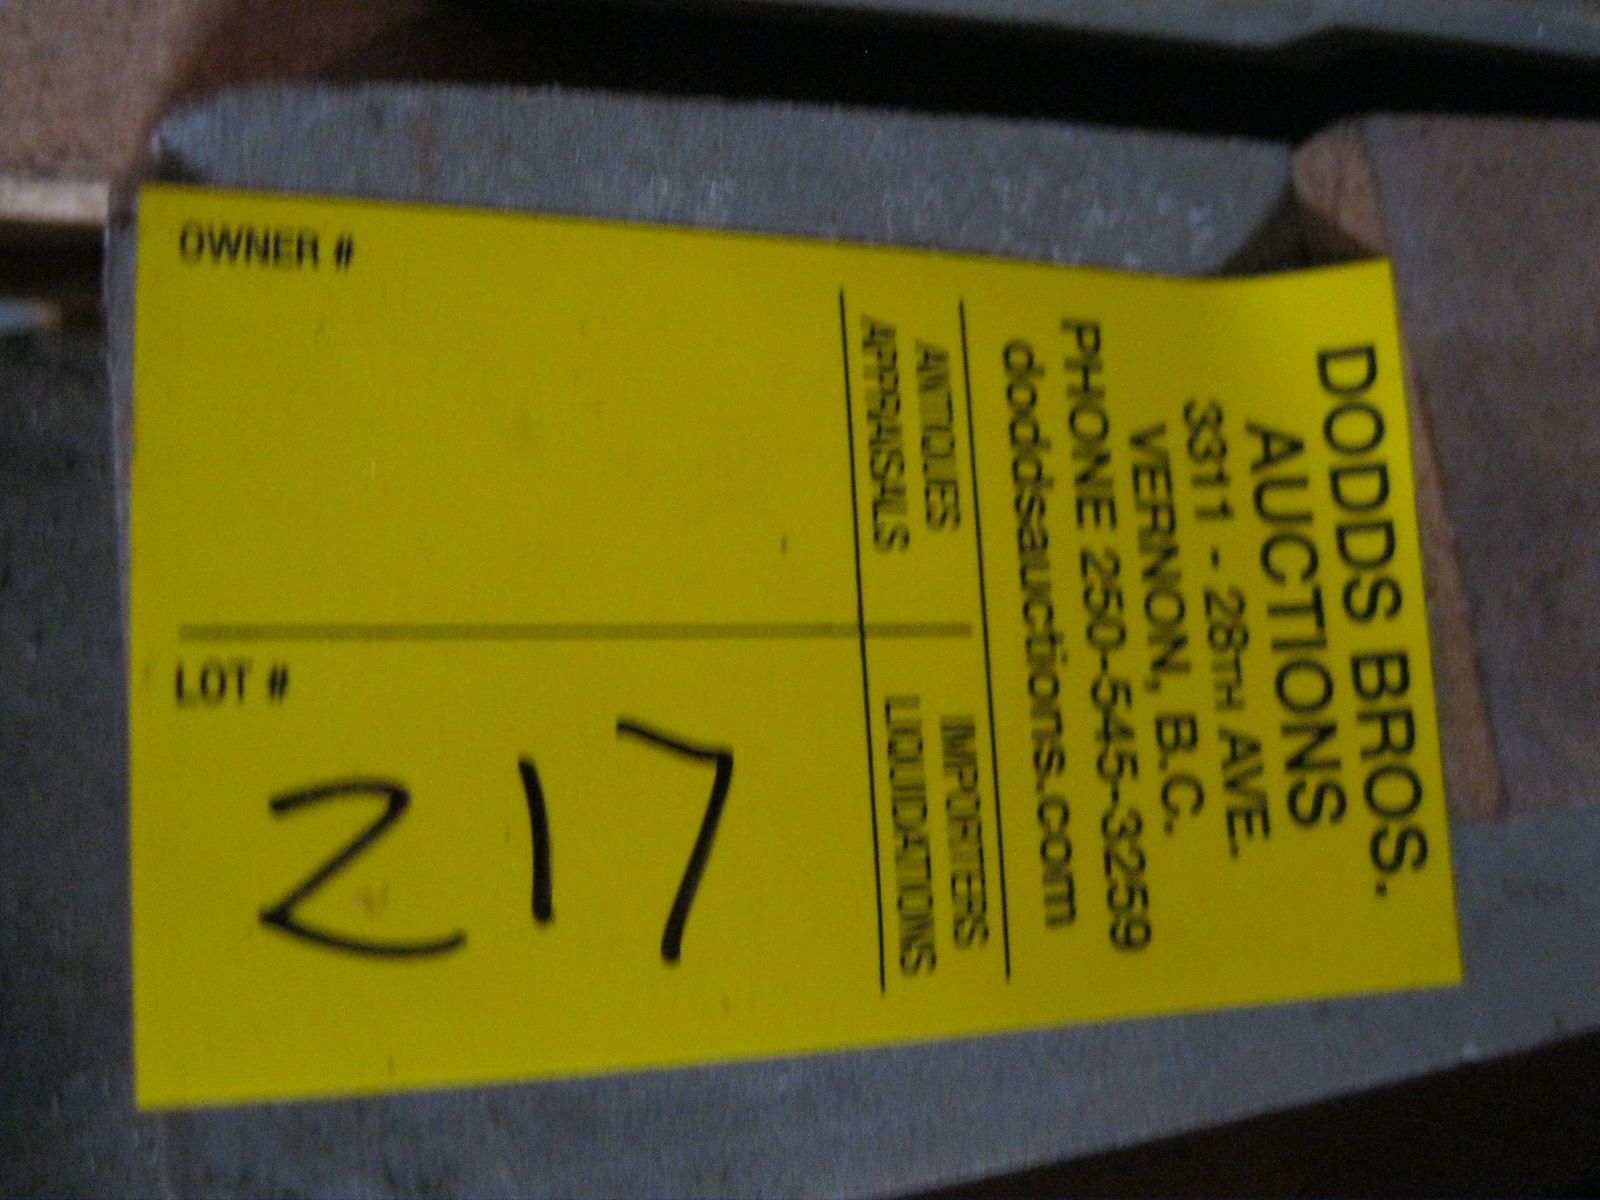 DODDS BROS.
AUCTIONS
3311 - 28TH AVE.
VERNON, B.C.
PHONE 250-545-3259
doddsauctions.com
ANTIQUES IMPORTERS
APPRAISALS LIQUIDATIONS
OWNER #
LOT #
217